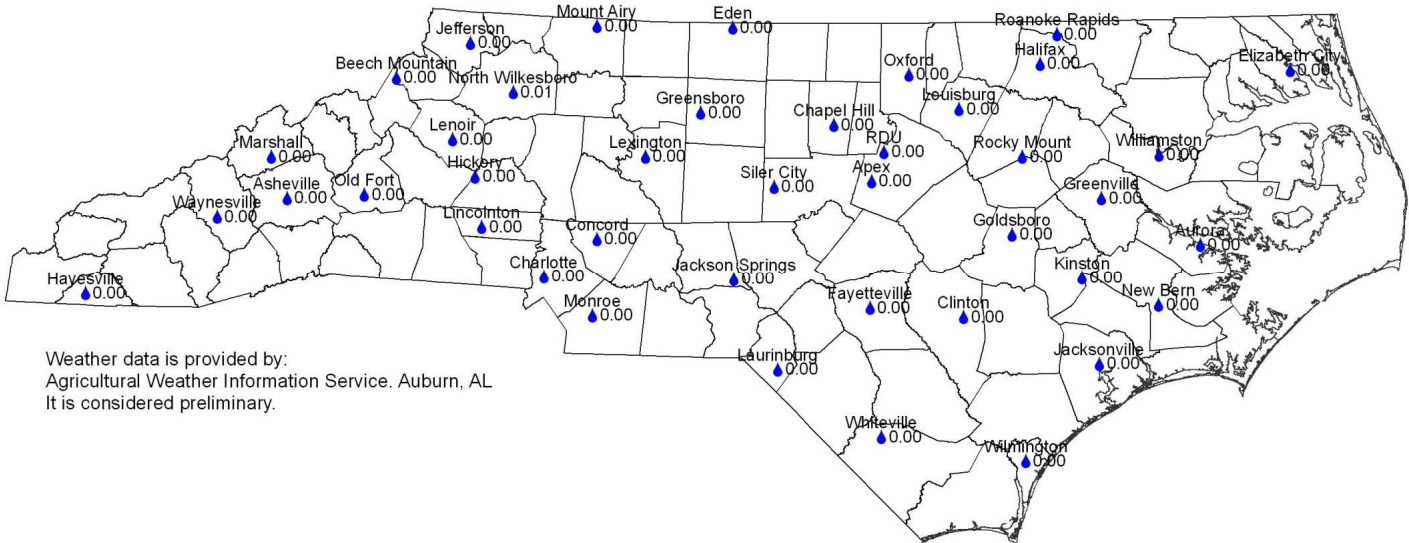 Mount Airy
0.00
Eden
0.00
Roanoke Rapids
0.00
Jefferson
0.00
Halifax
0.00
Elizabeth City
0.00
Beech Mountain
0.00
North Wilkesboro
0.01
Oxford
0.00
Greensboro
0.00
Louisburg
0.00
Chapel Hill
0.00
Lenoir
0.00
RDU
0.00
Marshall
0.00
Lexington
0.00
Rocky Mount
0.00
Williamston
0.00
Hickory
0.00
Siler City
0.00
Apex
0.00
Asheville
0.00
Old Fort
0.00
Greenville
0.00
Waynesville
0.00
Lincolnton
0.00
Concord
0.00
Goldsboro
0.00
Aurora
0.00
Hayesville
0.00
Charlotte
0.00
Jackson Springs
0.00
Kinston
0.00
Monroe
0.00
Fayetteville
0.00
Clinton
0.00
New Bern
0.00
Laurinburg
0.00
Jacksonville
0.00
Weather data is provided by:
Agricultural Weather Information Service. Auburn, AL
It is considered preliminary.
Whiteville
0.00
Wilmington
0.00